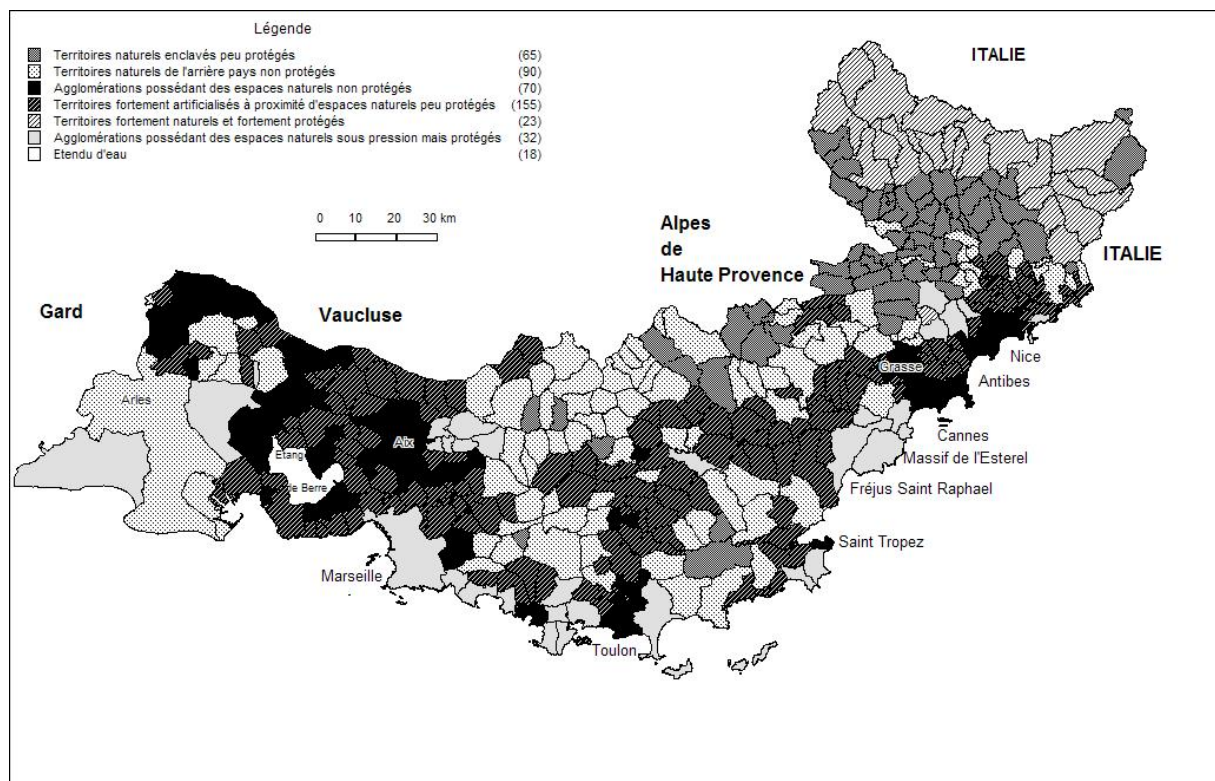 Légende
Territoires naturels enclavés peu protégés (65)
Territoires naturels de l'arrière pays non protégés (90)
Agglomérations possédant des espaces naturels non protégés (70)
Territoires fortement artificialisés à proximité d'espaces naturels peu protégés (155)
Territoires fortement naturels et fortement protégés (23)
Agglomérations possédant des espaces naturels sous pression mais protégés (32)
Etendu d'eau (18)
ITALIE
0 10 20 30 km
Alpes
de
Haute Provence
ITALIE
Gard
Vaucluse
Nice
Grasse
Antibes
Arles
Cannes
Aix
Etang
Massif de l'Esterel
de Berre
Fréjus Saint Raphael
Saint Tropez
Marseille
Toulon